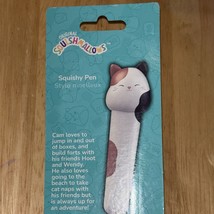 ORIGINAL
SQUISHMALLOWS
Squishy Pen
Cam loves to
jump in and out
of boxes, and
build forts with
his friends Hoot
and Wendy.
He also loves
going to the
beach to take
cat naps with
his friends but
is always up for
an adventure!